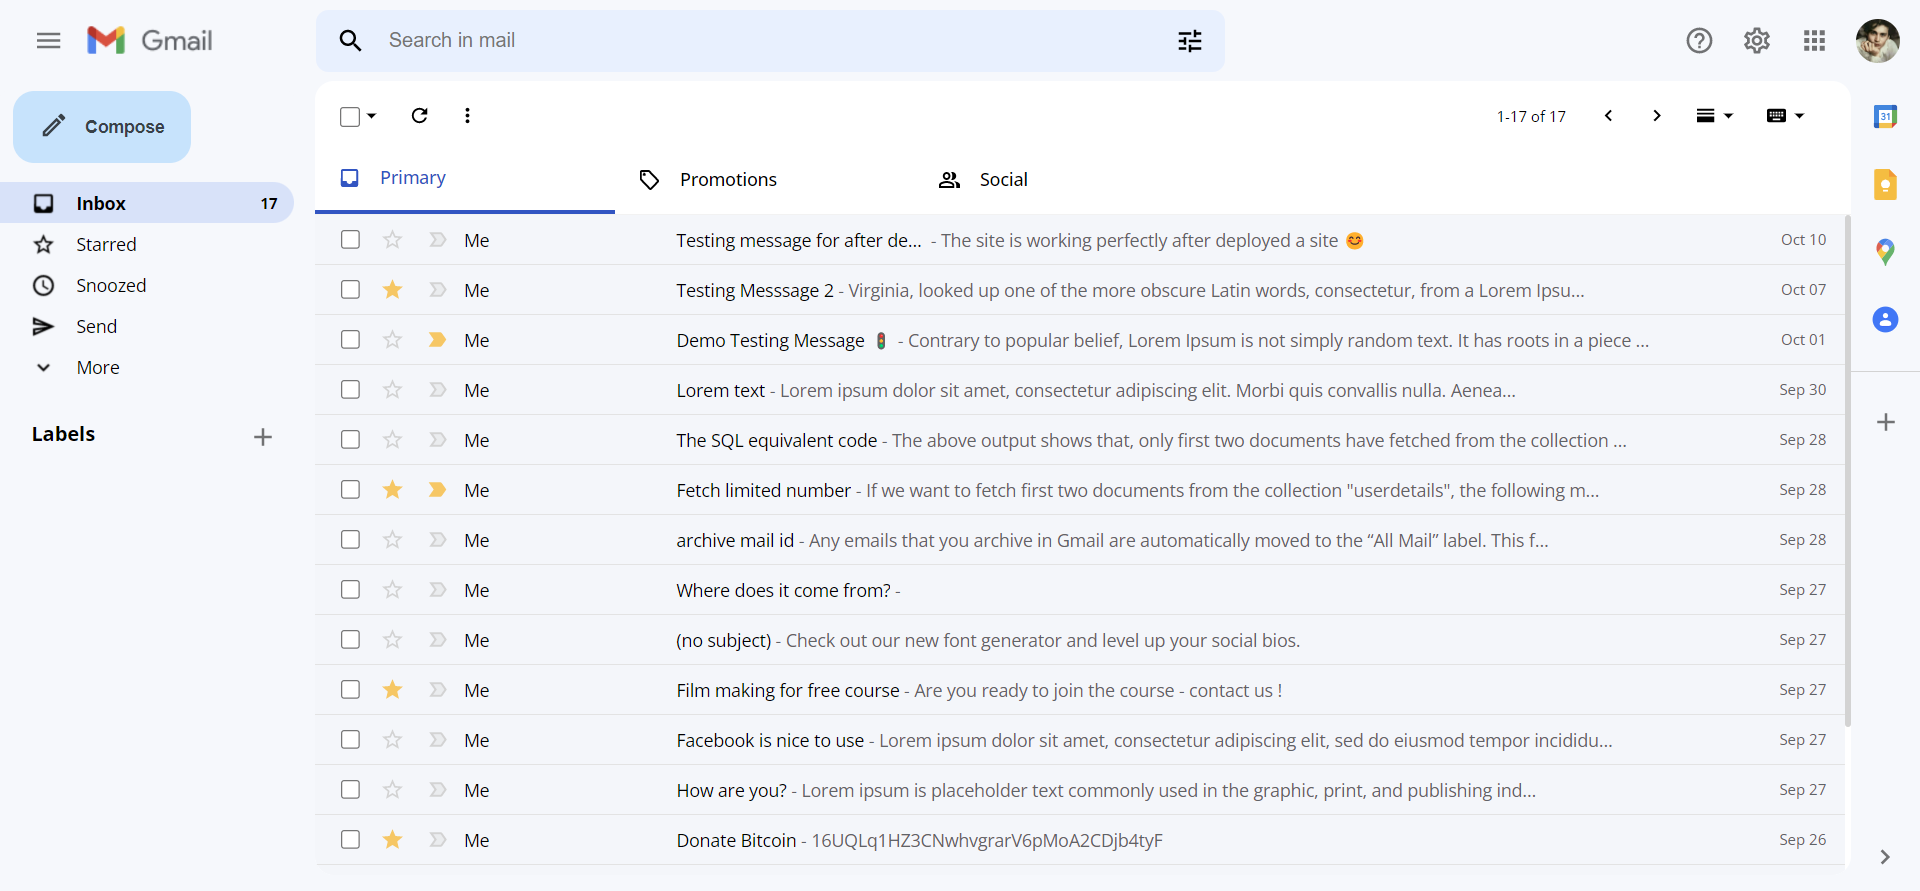 Gmail
Search in mail
Compose
1-17 of 17
31
Primary
Promotions
Social
Inbox 17
Starred
Snoozed
Send
More
Labels
Me Testing message for after de... - The site is working perfectly after deployed a site 😊 Oct 10
Me Testing Messsage 2 - Virginia, looked up one of the more obscure Latin words, consectetur, from a Lorem Ipsu... Oct 07
Me Demo Testing Message 🚦 - Contrary to popular belief, Lorem Ipsum is not simply random text. It has roots in a piece ... Oct 01
Me Lorem text - Lorem ipsum dolor sit amet, consectetur adipiscing elit. Morbi quis convallis nulla. Aenea... Sep 30
Me The SQL equivalent code - The above output shows that, only first two documents have fetched from the collection ... Sep 28
Me Fetch limited number - If we want to fetch first two documents from the collection "userdetails", the following m... Sep 28
Me archive mail id - Any emails that you archive in Gmail are automatically moved to the “All Mail” label. This f... Sep 28
Me Where does it come from? - Sep 27
Me (no subject) - Check out our new font generator and level up your social bios. Sep 27
Me Film making for free course - Are you ready to join the course - contact us ! Sep 27
Me Facebook is nice to use - Lorem ipsum dolor sit amet, consectetur adipiscing elit, sed do eiusmod tempor incididu... Sep 27
Me How are you? - Lorem ipsum is placeholder text commonly used in the graphic, print, and publishing ind... Sep 27
Me Donate Bitcoin - 16UQLq1HZ3CNwhvgrarV6pMoA2CDjb4tyF Sep 26